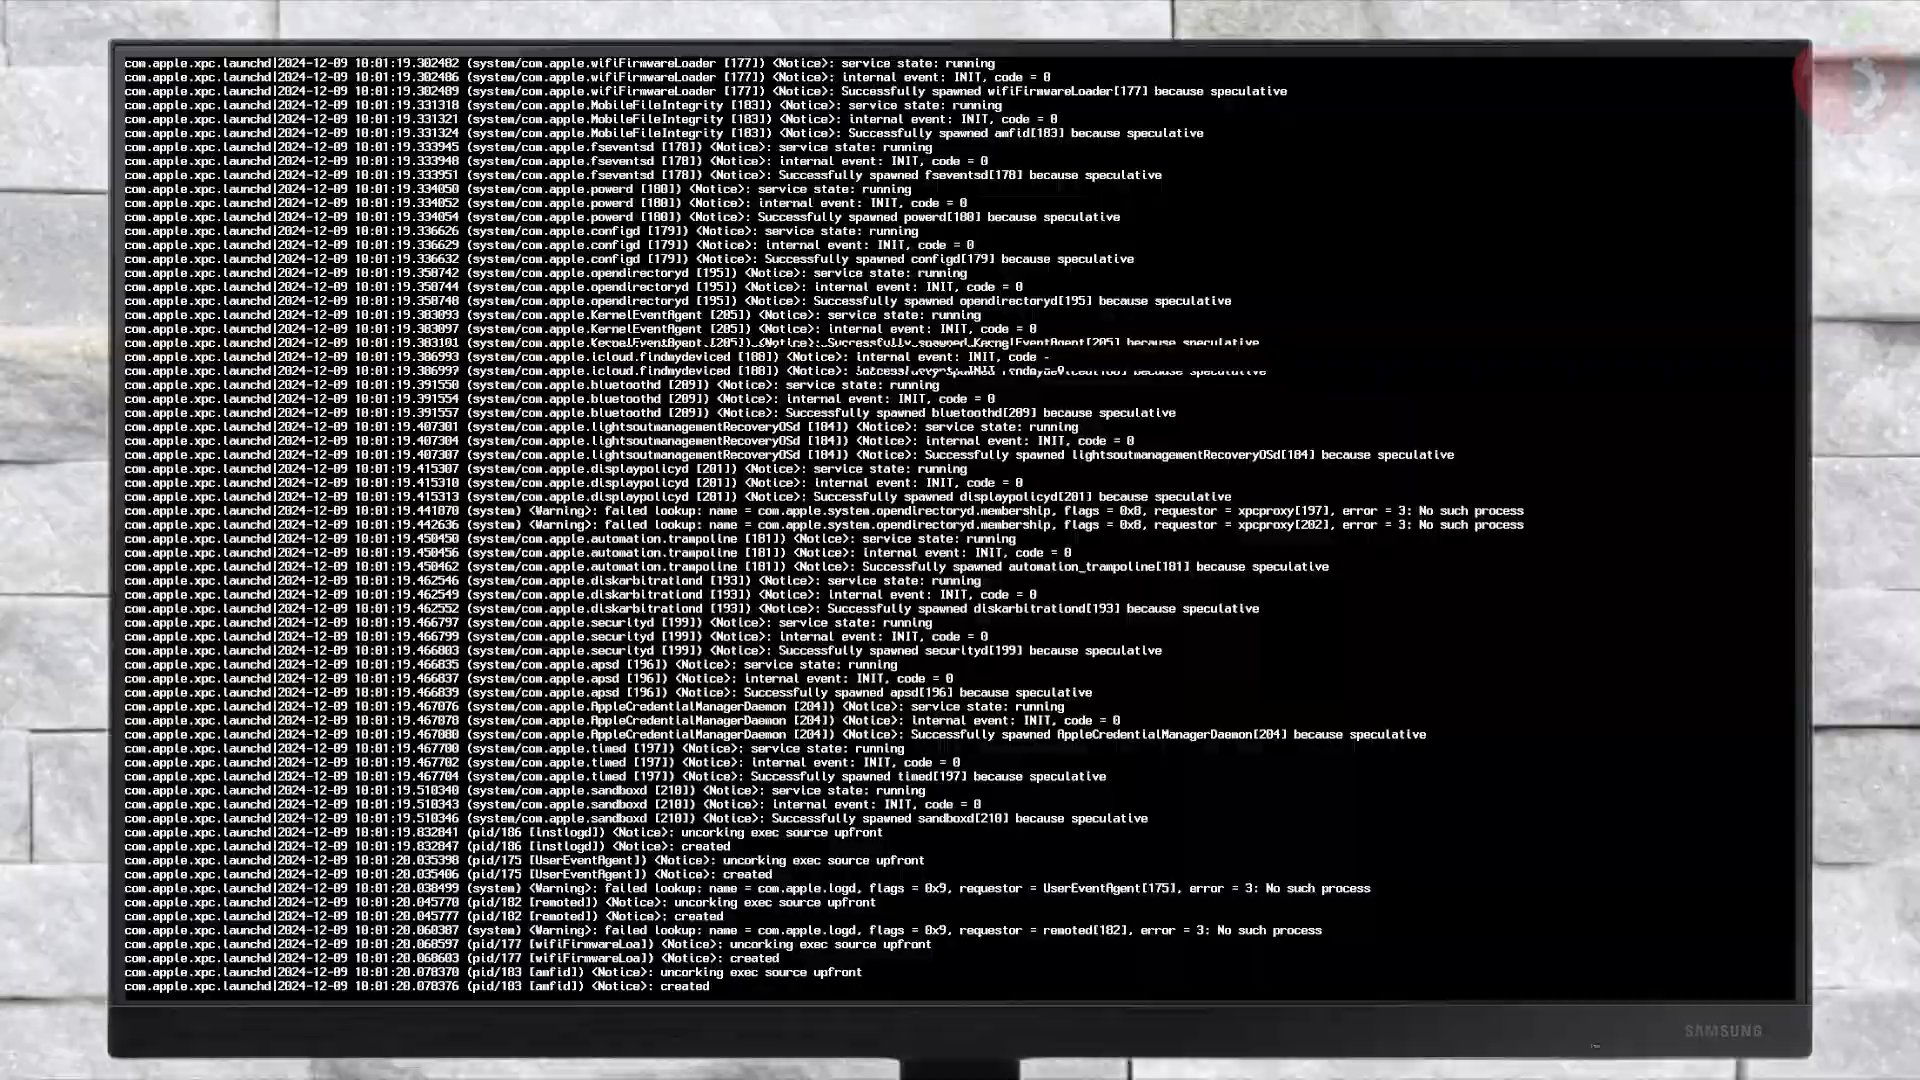 com.apple.xpc.launchd|2024-12-09 10:01:19.302482 (system/com.apple.wifiFirmwareLoader [177]) <Notice>: service state: running
com.apple.xpc.launchd|2024-12-09 10:01:19.302486 (system/com.apple.wifiFirmwareLoader [177]) <Notice>: internal event: INIT, code = 0
com.apple.xpc.launchd|2024-12-09 10:01:19.302489 (system/com.apple.wifiFirmwareLoader [177]) <Notice>: Successfully spawned wifiFirmwareLoader[177] because speculative
com.apple.xpc.launchd|2024-12-09 10:01:19.331318 (system/com.apple.MobileFileIntegrity [183]) <Notice>: service state: running
com.apple.xpc.launchd|2024-12-09 10:01:19.331321 (system/com.apple.MobileFileIntegrity [183]) <Notice>: internal event: INIT, code = 0
com.apple.xpc.launchd|2024-12-09 10:01:19.331324 (system/com.apple.MobileFileIntegrity [183]) <Notice>: Successfully spawned amfid[183] because speculative
com.apple.xpc.launchd|2024-12-09 10:01:19.333945 (system/com.apple.fseventsd [178]) <Notice>: service state: running
com.apple.xpc.launchd|2024-12-09 10:01:19.333948 (system/com.apple.fseventsd [178]) <Notice>: internal event: INIT, code = 0
com.apple.xpc.launchd|2024-12-09 10:01:19.333951 (system/com.apple.fseventsd [178]) <Notice>: Successfully spawned fseventsd[178] because speculative
com.apple.xpc.launchd|2024-12-09 10:01:19.334050 (system/com.apple.powerd [180]) <Notice>: service state: running
com.apple.xpc.launchd|2024-12-09 10:01:19.334052 (system/com.apple.powerd [180]) <Notice>: internal event: INIT, code = 0
com.apple.xpc.launchd|2024-12-09 10:01:19.334054 (system/com.apple.powerd [180]) <Notice>: Successfully spawned powerd[180] because speculative
com.apple.xpc.launchd|2024-12-09 10:01:19.336626 (system/com.apple.configd [179]) <Notice>: service state: running
com.apple.xpc.launchd|2024-12-09 10:01:19.336629 (system/com.apple.configd [179]) <Notice>: internal event: INIT, code = 0
com.apple.xpc.launchd|2024-12-09 10:01:19.336632 (system/com.apple.configd [179]) <Notice>: Successfully spawned configd[179] because speculative
com.apple.xpc.launchd|2024-12-09 10:01:19.350742 (system/com.apple.opendirectoryd [195]) <Notice>: service state: running
com.apple.xpc.launchd|2024-12-09 10:01:19.350744 (system/com.apple.opendirectoryd [195]) <Notice>: internal event: INIT, code = 0
com.apple.xpc.launchd|2024-12-09 10:01:19.350748 (system/com.apple.opendirectoryd [195]) <Notice>: Successfully spawned opendirectoryd[195] because speculative
com.apple.xpc.launchd|2024-12-09 10:01:19.383093 (system/com.apple.KernelEventAgent [205]) <Notice>: service state: running
com.apple.xpc.launchd|2024-12-09 10:01:19.383097 (system/com.apple.KernelEventAgent [205]) <Notice>: internal event: INIT, code = 0
com.apple.xpc.launchd|2024-12-09 10:01:19.383101 (system/com.apple.KernelEventAgent [205]) <Notice>: Successfully spawned KernelEventAgent[205] because speculative
com.apple.xpc.launchd|2024-12-09 10:01:19.386993 (system/com.apple.icloud.findmydeviced [188]) <Notice>: internal event: INIT, code
com.apple.xpc.launchd|2024-12-09 10:01:19.386997 (system/com.apple.icloud.findmydeviced [188]) <Notice>: because speculative
com.apple.xpc.launchd|2024-12-09 10:01:19.391550 (system/com.apple.bluetoothd [209]) <Notice>: service state: running
com.apple.xpc.launchd|2024-12-09 10:01:19.391554 (system/com.apple.bluetoothd [209]) <Notice>: internal event: INIT, code = 0
com.apple.xpc.launchd|2024-12-09 10:01:19.391557 (system/com.apple.bluetoothd [209]) <Notice>: Successfully spawned bluetoothd[209] because speculative
com.apple.xpc.launchd|2024-12-09 10:01:19.407301 (system/com.apple.lightsoutmanagementRecoveryOSd [184]) <Notice>: service state: running
com.apple.xpc.launchd|2024-12-09 10:01:19.407304 (system/com.apple.lightsoutmanagementRecoveryOSd [184]) <Notice>: internal event: INIT, code = 0
com.apple.xpc.launchd|2024-12-09 10:01:19.407307 (system/com.apple.lightsoutmanagementRecoveryOSd [184]) <Notice>: Successfully spawned lightsoutmanagementRecoveryOSd[184] because speculative
com.apple.xpc.launchd|2024-12-09 10:01:19.415307 (system/com.apple.displaypolicyd [201]) <Notice>: service state: running
com.apple.xpc.launchd|2024-12-09 10:01:19.415310 (system/com.apple.displaypolicyd [201]) <Notice>: internal event: INIT, code = 0
com.apple.xpc.launchd|2024-12-09 10:01:19.415313 (system/com.apple.displaypolicyd [201]) <Notice>: Successfully spawned displaypolicyd[201] because speculative
com.apple.xpc.launchd|2024-12-09 10:01:19.441870 (system) <Warning>: failed lookup: name = com.apple.system.opendirectoryd.membership, flags = 0x8, requestor = xpcproxy[197], error = 3: No such process
com.apple.xpc.launchd|2024-12-09 10:01:19.442636 (system) <Warning>: failed lookup: name = com.apple.system.opendirectoryd.membership, flags = 0x8, requestor = xpcproxy[202], error = 3: No such process
com.apple.xpc.launchd|2024-12-09 10:01:19.450450 (system/com.apple.automation.trampoline [181]) <Notice>: service state: running
com.apple.xpc.launchd|2024-12-09 10:01:19.450456 (system/com.apple.automation.trampoline [181]) <Notice>: internal event: INIT, code = 0
com.apple.xpc.launchd|2024-12-09 10:01:19.450462 (system/com.apple.automation.trampoline [181]) <Notice>: Successfully spawned automation_trampoline[181] because speculative
com.apple.xpc.launchd|2024-12-09 10:01:19.462546 (system/com.apple.diskarbitrationd [193]) <Notice>: service state: running
com.apple.xpc.launchd|2024-12-09 10:01:19.462549 (system/com.apple.diskarbitrationd [193]) <Notice>: internal event: INIT, code = 0
com.apple.xpc.launchd|2024-12-09 10:01:19.462552 (system/com.apple.diskarbitrationd [193]) <Notice>: Successfully spawned diskarbitrationd[193] because speculative
com.apple.xpc.launchd|2024-12-09 10:01:19.466797 (system/com.apple.securityd [199]) <Notice>: service state: running
com.apple.xpc.launchd|2024-12-09 10:01:19.466799 (system/com.apple.securityd [199]) <Notice>: internal event: INIT, code = 0
com.apple.xpc.launchd|2024-12-09 10:01:19.466803 (system/com.apple.securityd [199]) <Notice>: Successfully spawned securityd[199] because speculative
com.apple.xpc.launchd|2024-12-09 10:01:19.466835 (system/com.apple.apsd [196]) <Notice>: service state: running
com.apple.xpc.launchd|2024-12-09 10:01:19.466837 (system/com.apple.apsd [196]) <Notice>: internal event: INIT, code = 0
com.apple.xpc.launchd|2024-12-09 10:01:19.466839 (system/com.apple.apsd [196]) <Notice>: Successfully spawned apsd[196] because speculative
com.apple.xpc.launchd|2024-12-09 10:01:19.467076 (system/com.apple.AppleCredentialManagerDaemon [204]) <Notice>: service state: running
com.apple.xpc.launchd|2024-12-09 10:01:19.467078 (system/com.apple.AppleCredentialManagerDaemon [204]) <Notice>: internal event: INIT, code = 0
com.apple.xpc.launchd|2024-12-09 10:01:19.467080 (system/com.apple.AppleCredentialManagerDaemon [204]) <Notice>: Successfully spawned AppleCredentialManagerDaemon[204] because speculative
com.apple.xpc.launchd|2024-12-09 10:01:19.467700 (system/com.apple.timed [197]) <Notice>: service state: running
com.apple.xpc.launchd|2024-12-09 10:01:19.467702 (system/com.apple.timed [197]) <Notice>: internal event: INIT, code = 0
com.apple.xpc.launchd|2024-12-09 10:01:19.467704 (system/com.apple.timed [197]) <Notice>: Successfully spawned timed[197] because speculative
com.apple.xpc.launchd|2024-12-09 10:01:19.510340 (system/com.apple.sandboxd [210]) <Notice>: service state: running
com.apple.xpc.launchd|2024-12-09 10:01:19.510343 (system/com.apple.sandboxd [210]) <Notice>: internal event: INIT, code = 0
com.apple.xpc.launchd|2024-12-09 10:01:19.510346 (system/com.apple.sandboxd [210]) <Notice>: Successfully spawned sandboxd[210] because speculative
com.apple.xpc.launchd|2024-12-09 10:01:19.832841 (pid/186 [instlogd]) <Notice>: uncorking exec source upfront
com.apple.xpc.launchd|2024-12-09 10:01:19.832847 (pid/186 [instlogd]) <Notice>: created
com.apple.xpc.launchd|2024-12-09 10:01:20.035398 (pid/175 [UserEventAgent]) <Notice>: uncorking exec source upfront
com.apple.xpc.launchd|2024-12-09 10:01:20.035406 (pid/175 [UserEventAgent]) <Notice>: created
com.apple.xpc.launchd|2024-12-09 10:01:20.038499 (system) <Warning>: failed lookup: name = com.apple.logd, flags = 0x9, requestor = UserEventAgent[175], error = 3: No such process
com.apple.xpc.launchd|2024-12-09 10:01:20.045770 (pid/182 [remoted]) <Notice>: uncorking exec source upfront
com.apple.xpc.launchd|2024-12-09 10:01:20.045777 (pid/182 [remoted]) <Notice>: created
com.apple.xpc.launchd|2024-12-09 10:01:20.060387 (system) <Warning>: failed lookup: name = com.apple.logd, flags = 0x9, requestor = remoted[182], error = 3: No such process
com.apple.xpc.launchd|2024-12-09 10:01:20.068597 (pid/177 [wifiFirmwareLoa]) <Notice>: uncorking exec source upfront
com.apple.xpc.launchd|2024-12-09 10:01:20.068603 (pid/177 [wifiFirmwareLoa]) <Notice>: created
com.apple.xpc.launchd|2024-12-09 10:01:20.078370 (pid/183 [amfid]) <Notice>: uncorking exec source upfront
com.apple.xpc.launchd|2024-12-09 10:01:20.078376 (pid/183 [amfid]) <Notice>: created
SAMSUNG